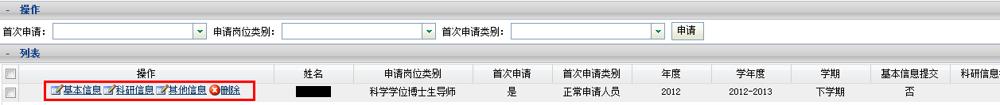 - 操作
首次申请: 申请岗位类别: 首次申请类别: 申请
- 列表
操作 姓名 申请岗位类别 首次申请 首次申请类别 年度 学年度 学期 基本信息提交 科研信息
基本信息 科研信息 其他信息 删除 科学学位博士生导师 是 正常申请人员 2012 2012-2013 下学期 否